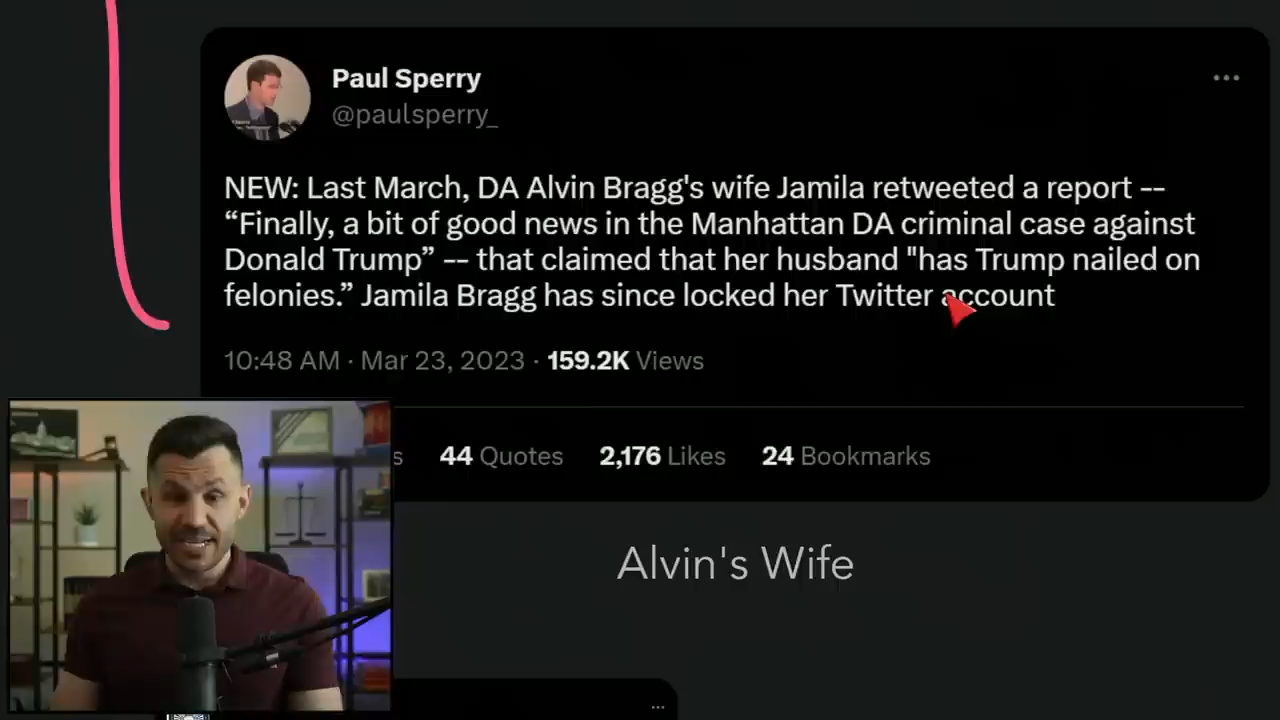 Paul Sperry
@paulsperry_
NEW: Last March, DA Alvin Bragg's wife Jamila retweeted a report --
“Finally, a bit of good news in the Manhattan DA criminal case against
Donald Trump” -- that claimed that her husband "has Trump nailed on
felonies.” Jamila Bragg has since locked her Twitter account
10:48 AM · Mar 23, 2023 · 159.2K Views
s 44 Quotes 2,176 Likes 24 Bookmarks
Alvin's Wife